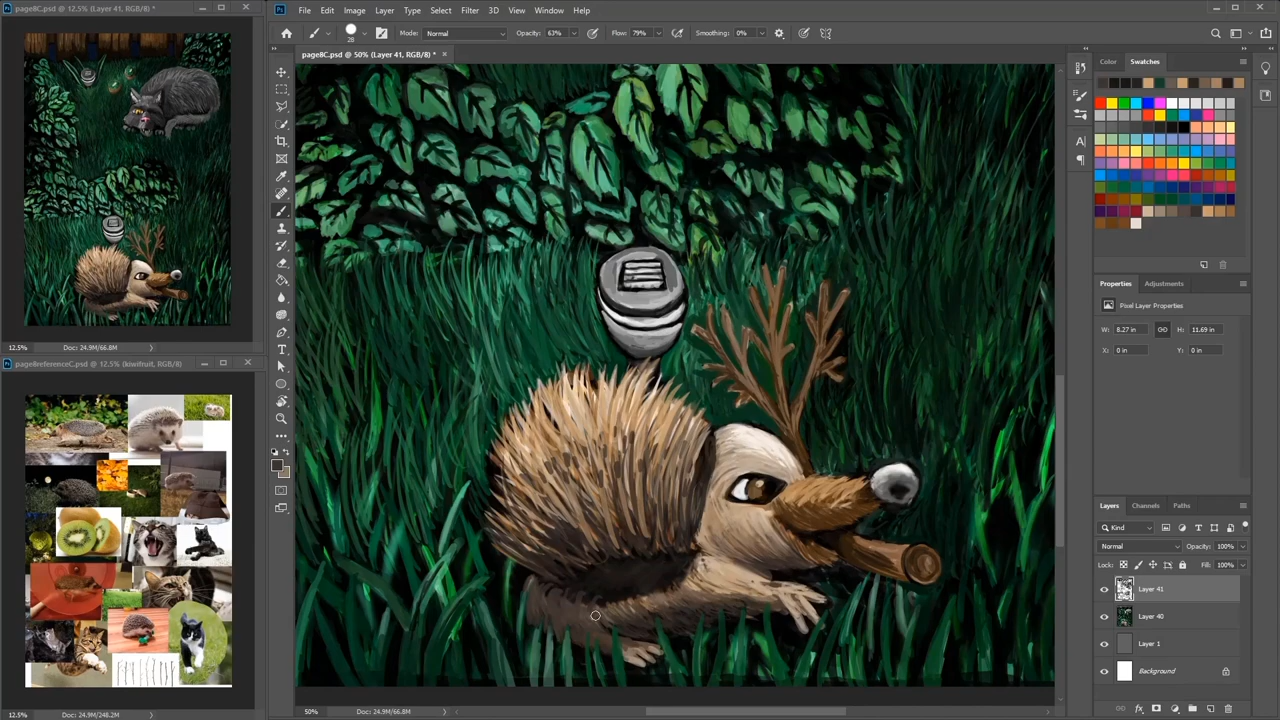 page8C.psd @ 12.5% (Layer 41, RGB/8) *
File Edit Image Layer Type Select Filter 3D View Window Help
28
Mode: Normal Opacity: 63% Flow: 79% Smoothing: 0%
page8C.psd @ 50% (Layer 41, RGB/8) *
Color Swatches
Properties Adjustments
Pixel Layer Properties
W: 8.27 in H: 11.69 in
X: 0 in Y: 0 in
12.5% Doc: 24.9M/66.8M
page8referenceC.psd @ 12.5% (kiwifruit, RGB/8)
Layers Channels Paths
Kind
Normal Opacity: 100%
Lock: Fill: 100%
Layer 41
Layer 40
Layer 1
Background
50% Doc: 24.9M/66.8M
12.5% Doc: 24.9M/248.2M